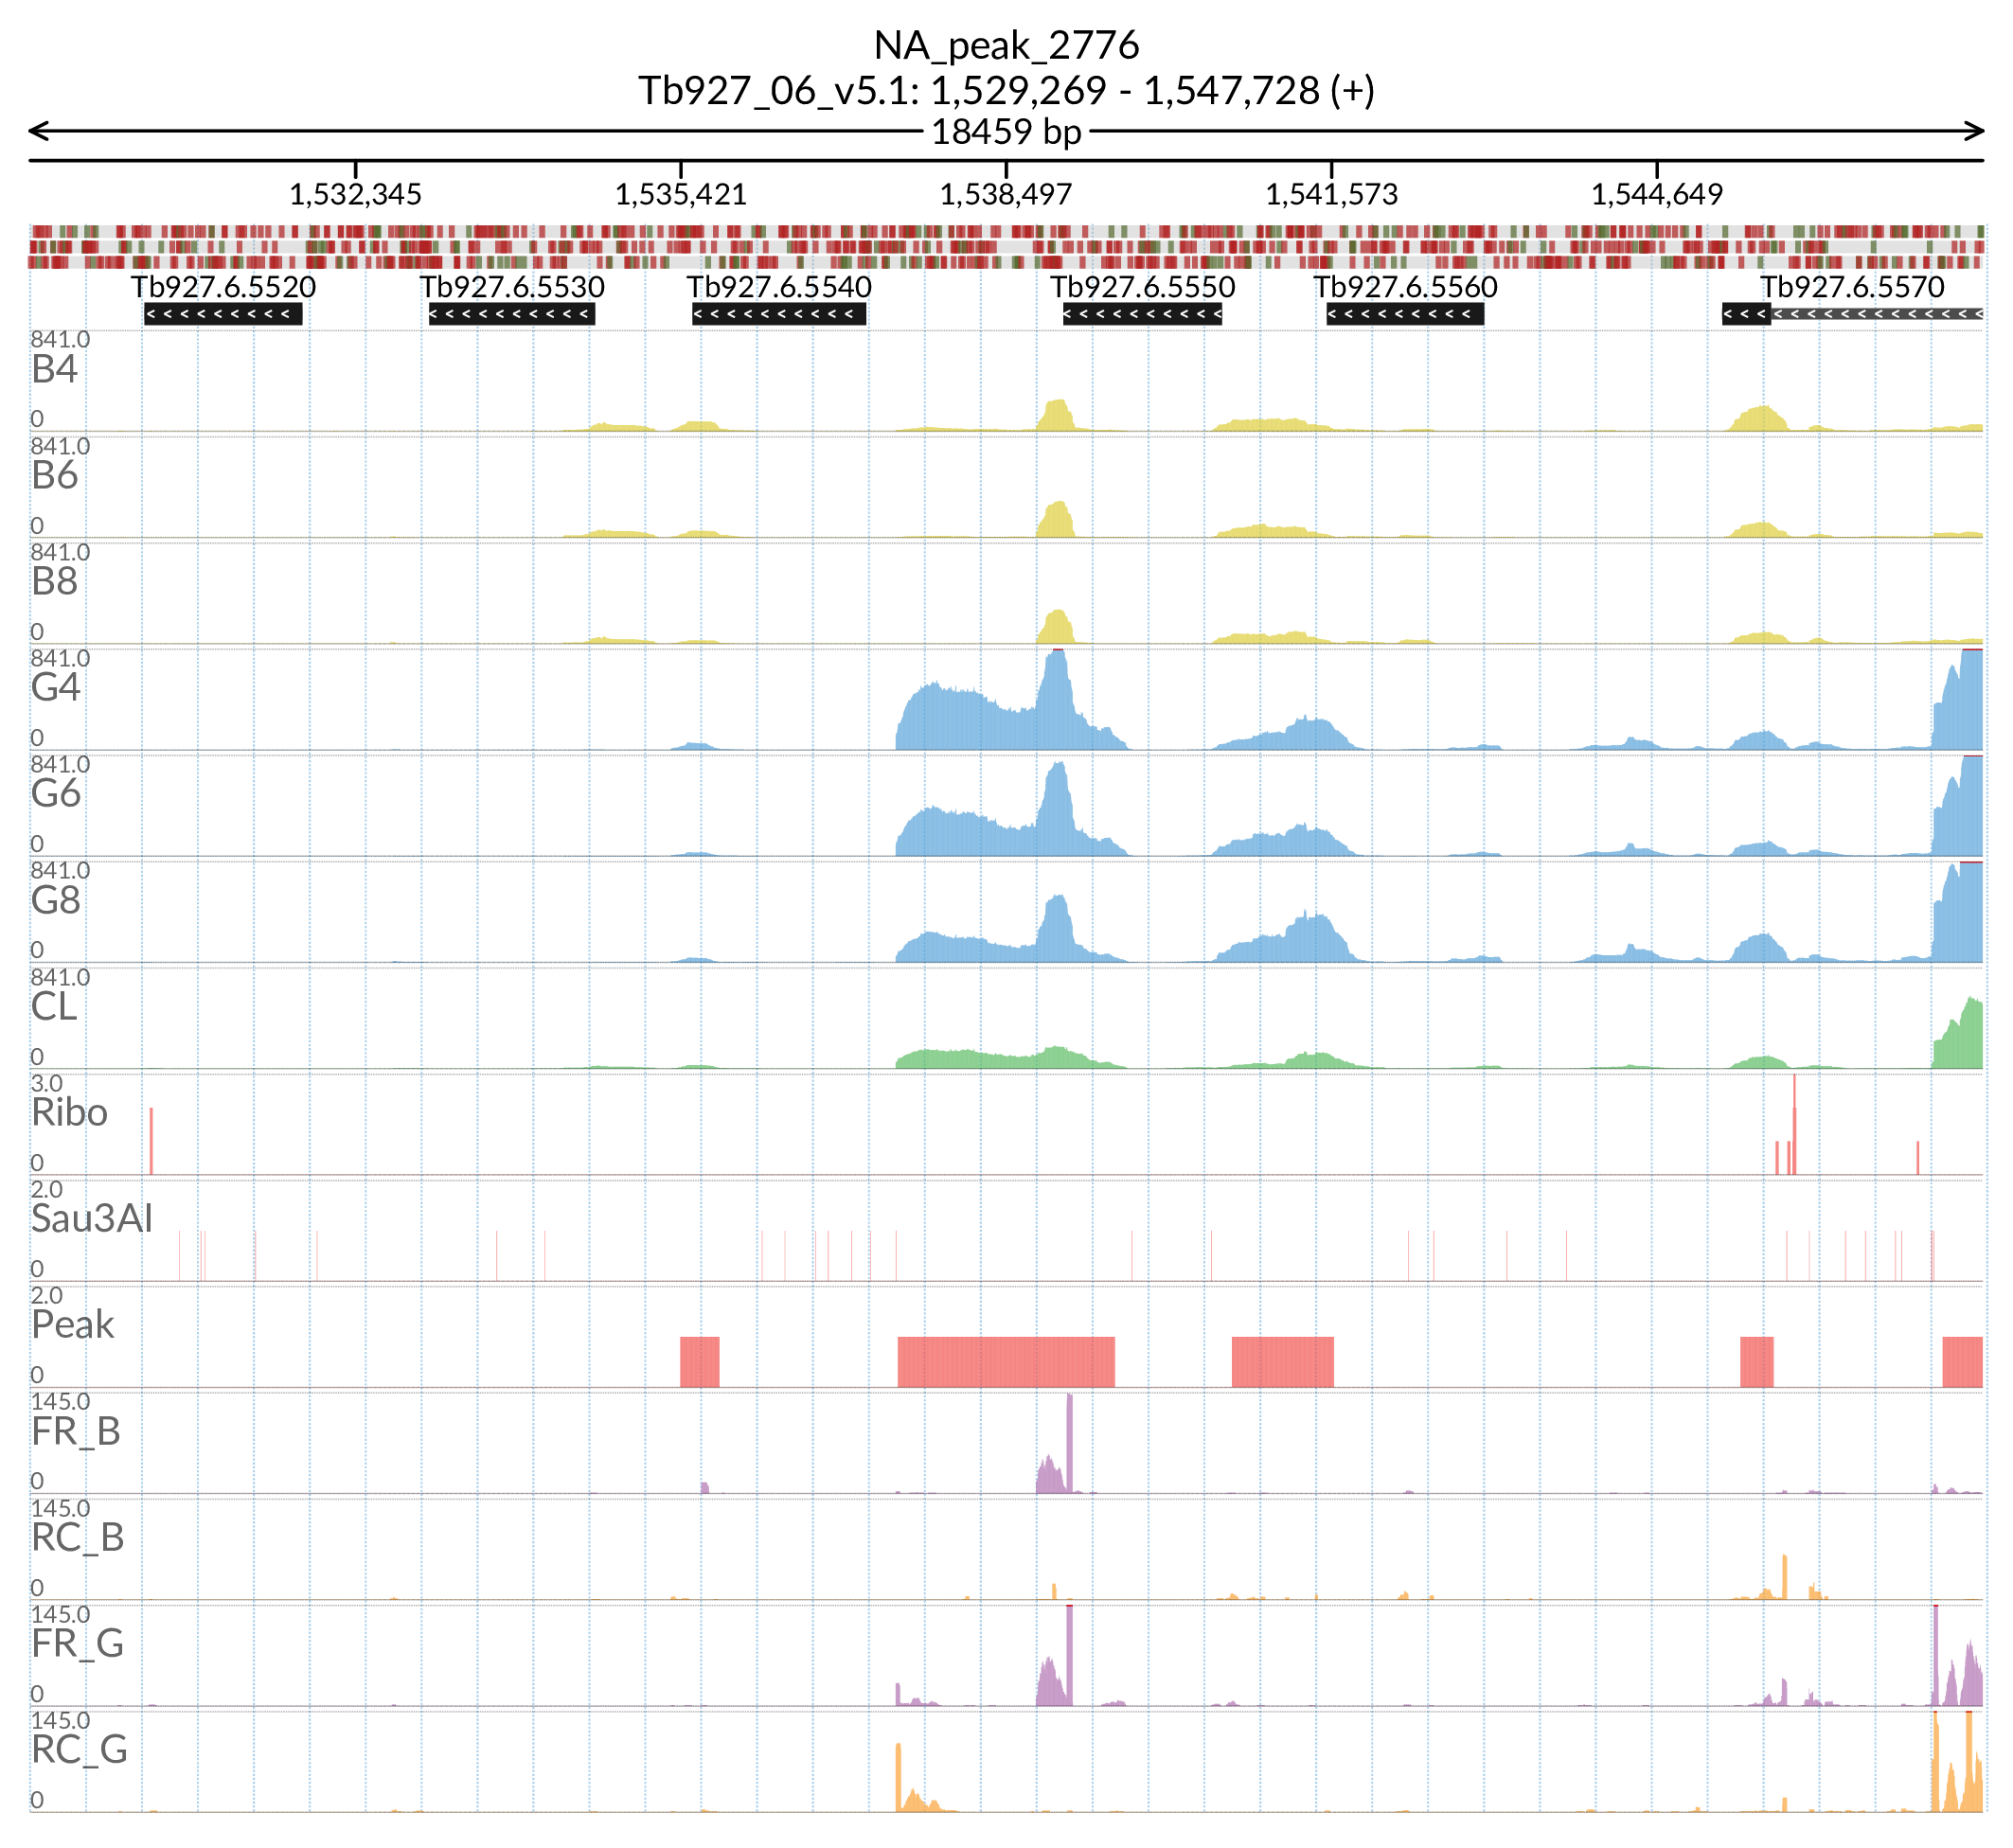 NA_peak_2776
Tb927_06_v5.1: 1,529,269 - 1,547,728 (+)
18459 bp
1,532,345 1,535,421 1,538,497 1,541,573 1,544,649
Tb927.6.5520 Tb927.6.5530 Tb927.6.5540 Tb927.6.5550 Tb927.6.5560 Tb927.6.5570
841.0
B4
0
841.0
B6
0
841.0
B8
0
841.0
G4
0
841.0
G6
0
841.0
G8
0
841.0
CL
0
3.0
Ribo
0
2.0
Sau3AI
0
2.0
Peak
0
145.0
FR_B
0
145.0
RC_B
0
145.0
FR_G
0
145.0
RC_G
0